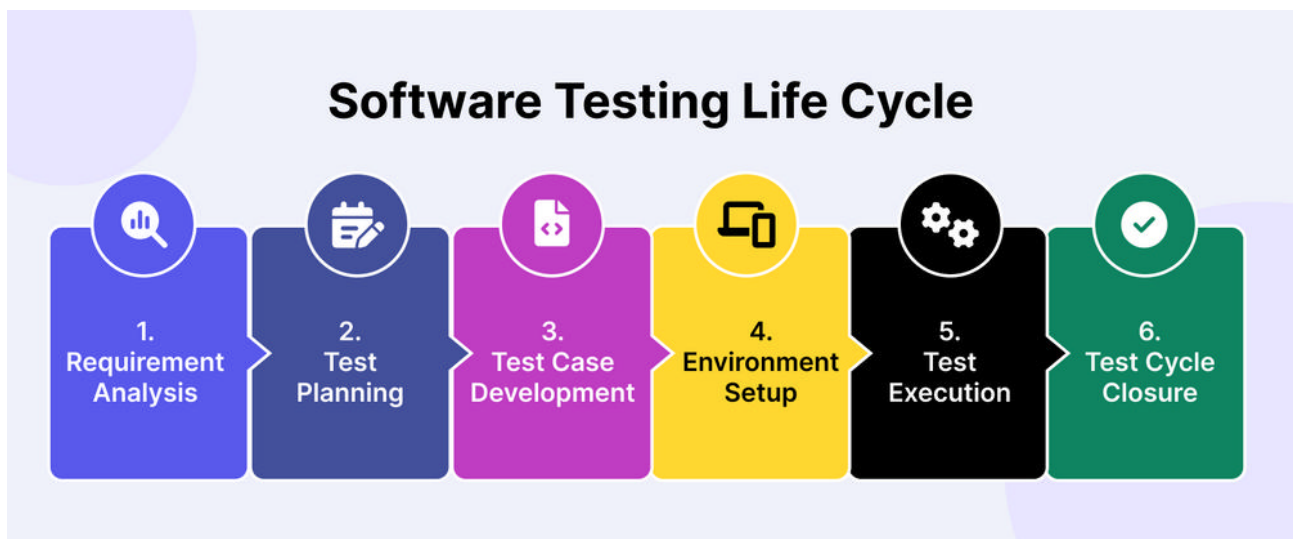 Software Testing Life Cycle
1.
Requirement
Analysis
2.
Test
Planning
3.
Test Case
Development
4.
Environment
Setup
5.
Test
Execution
6.
Test Cycle
Closure